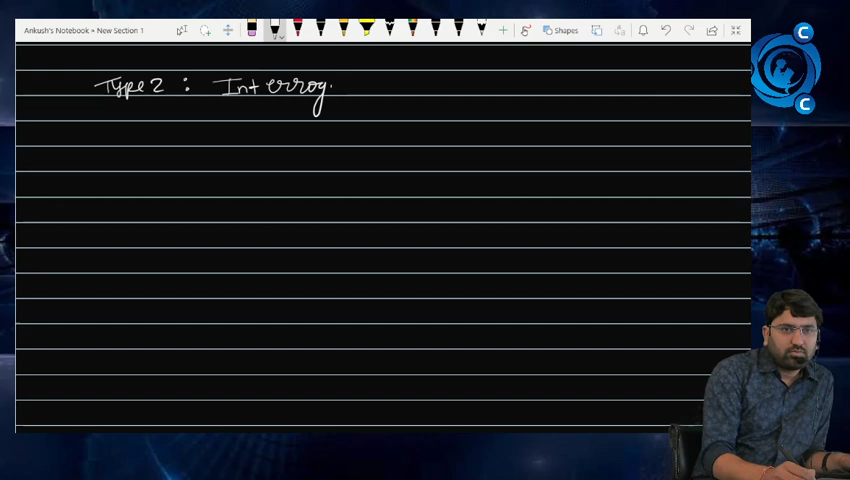 Ankush's Notebook » New Section 1
Shapes
Type 2 : Interrog.
C
C